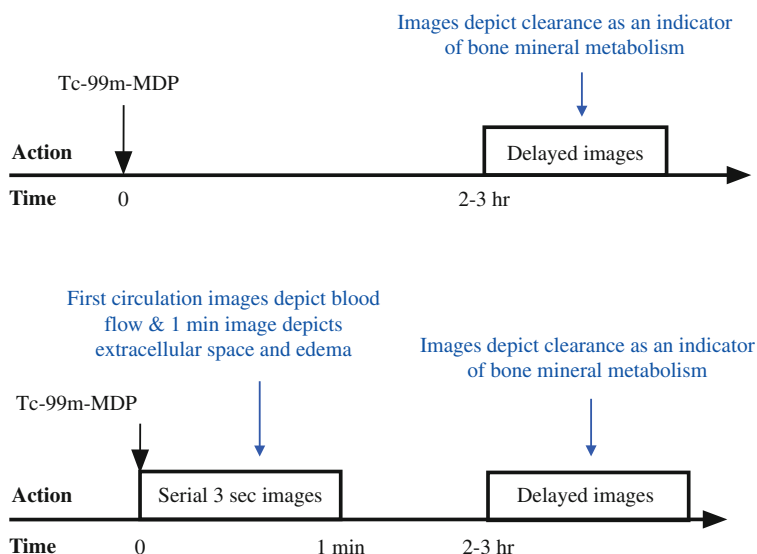 Images depict clearance as an indicator
of bone mineral metabolism
Tc-99m-MDP
Action
Delayed images
Time
0
2-3 hr
First circulation images depict blood
flow & 1 min image depicts
extracellular space and edema
Images depict clearance as an indicator
of bone mineral metabolism
Tc-99m-MDP
Action
Serial 3 sec images
Delayed images
Time
0
1 min
2-3 hr